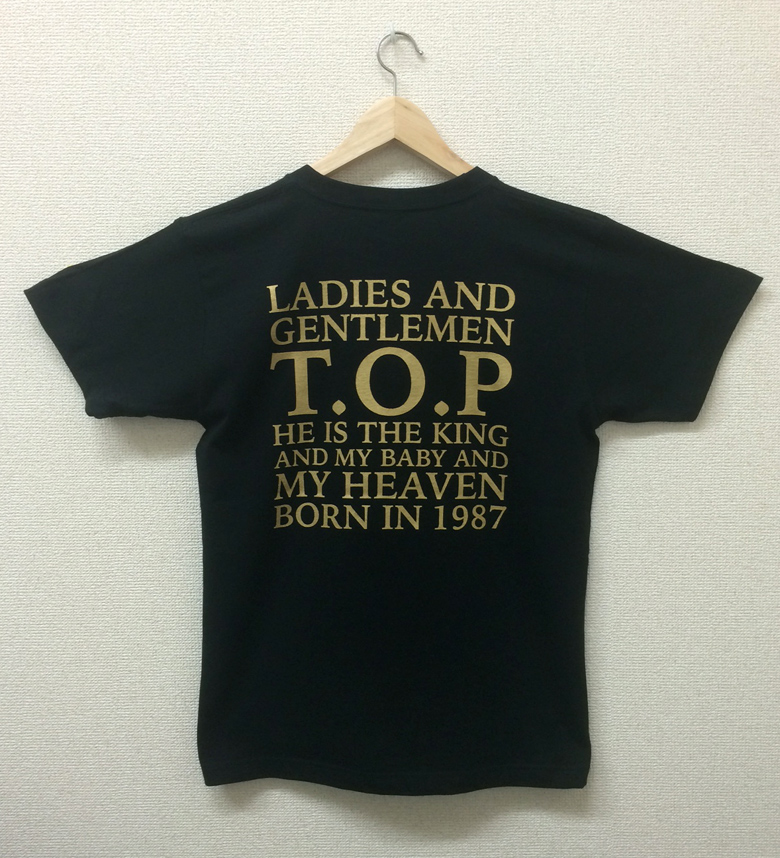 LADIES AND
GENTLEMEN
T.O.P
HE IS THE KING
AND MY BABY AND
MY HEAVEN
BORN IN 1987